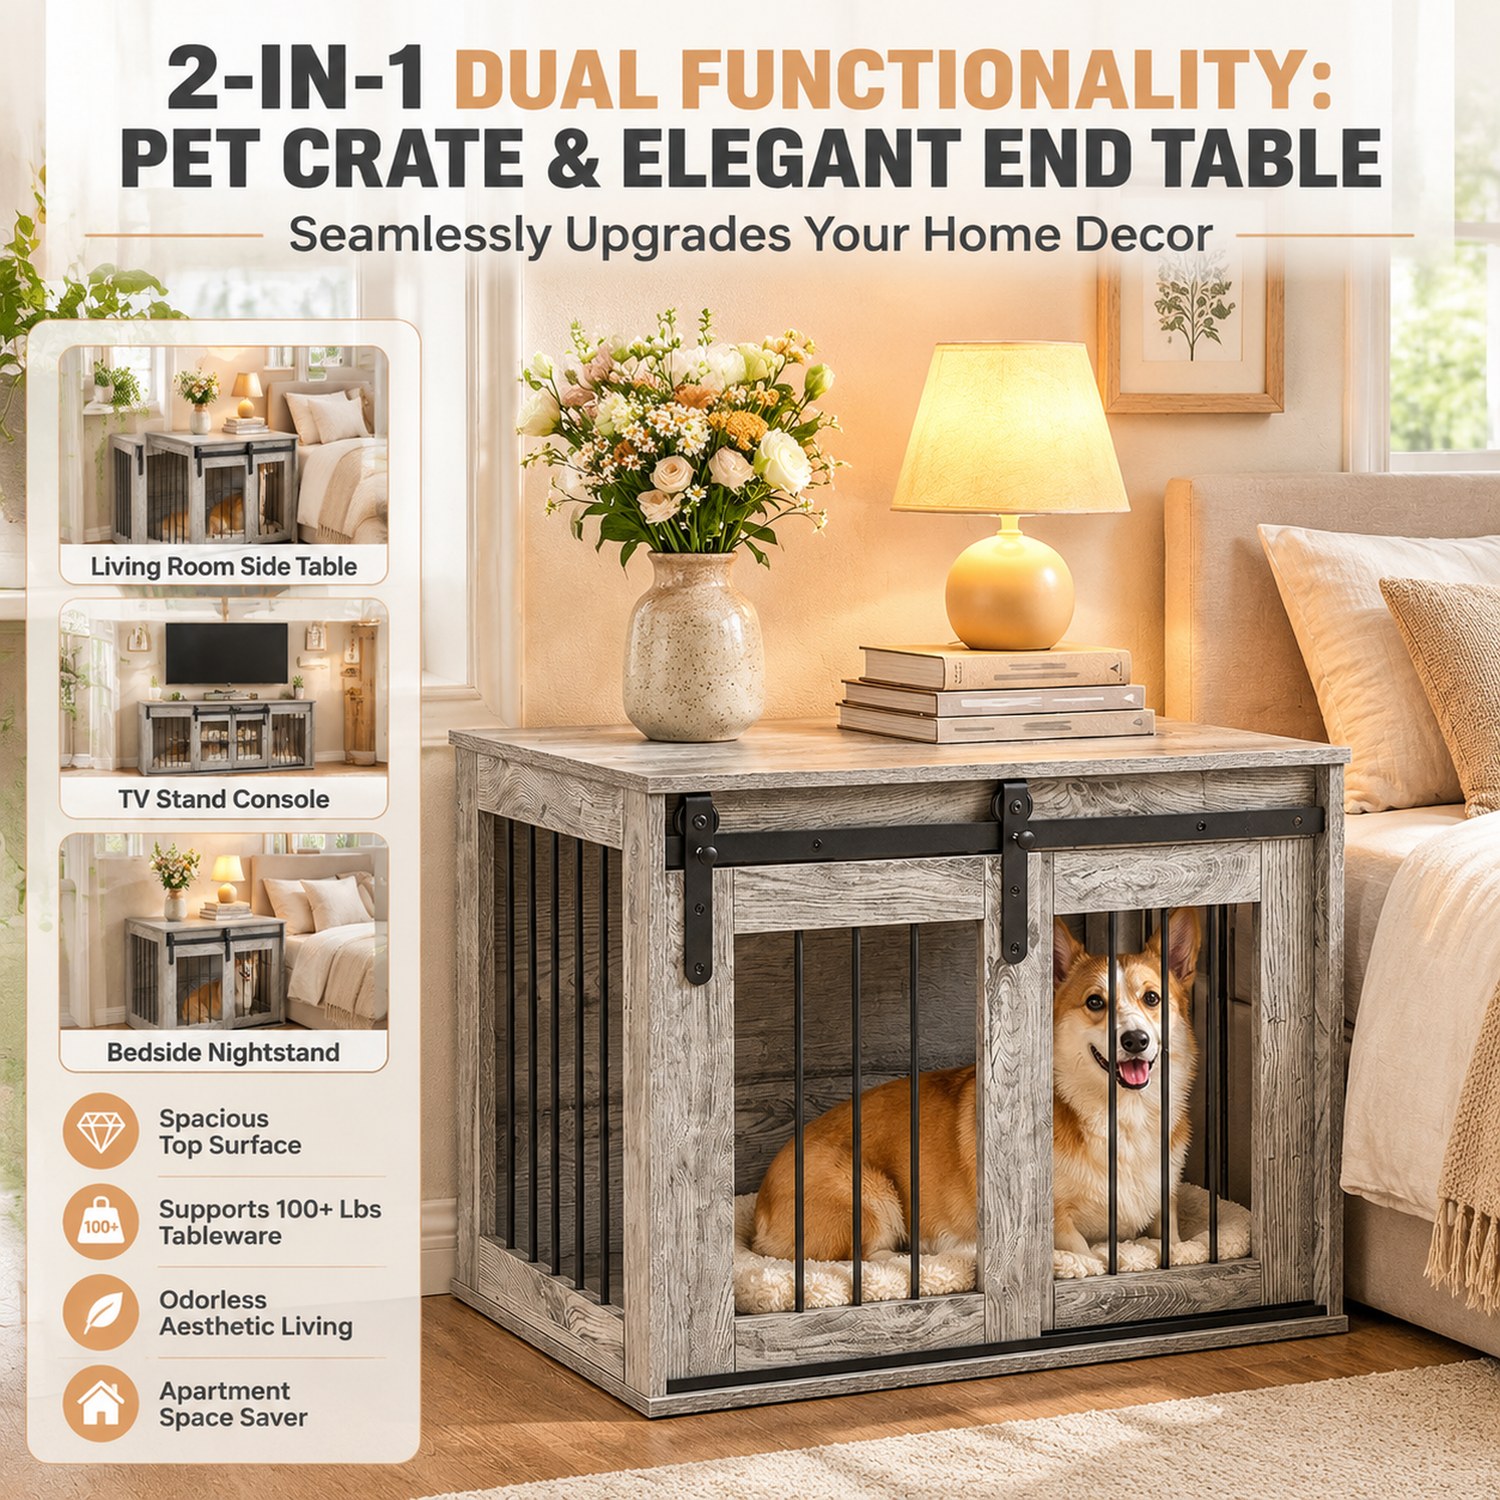 2-IN-1 DUAL FUNCTIONALITY:
PET CRATE & ELEGANT END TABLE
Seamlessly Upgrades Your Home Decor
Living Room Side Table
TV Stand Console
Bedside Nightstand
Spacious
Top Surface
100+
Supports 100+ Lbs
Tableware
Odorless
Aesthetic Living
Apartment
Space Saver